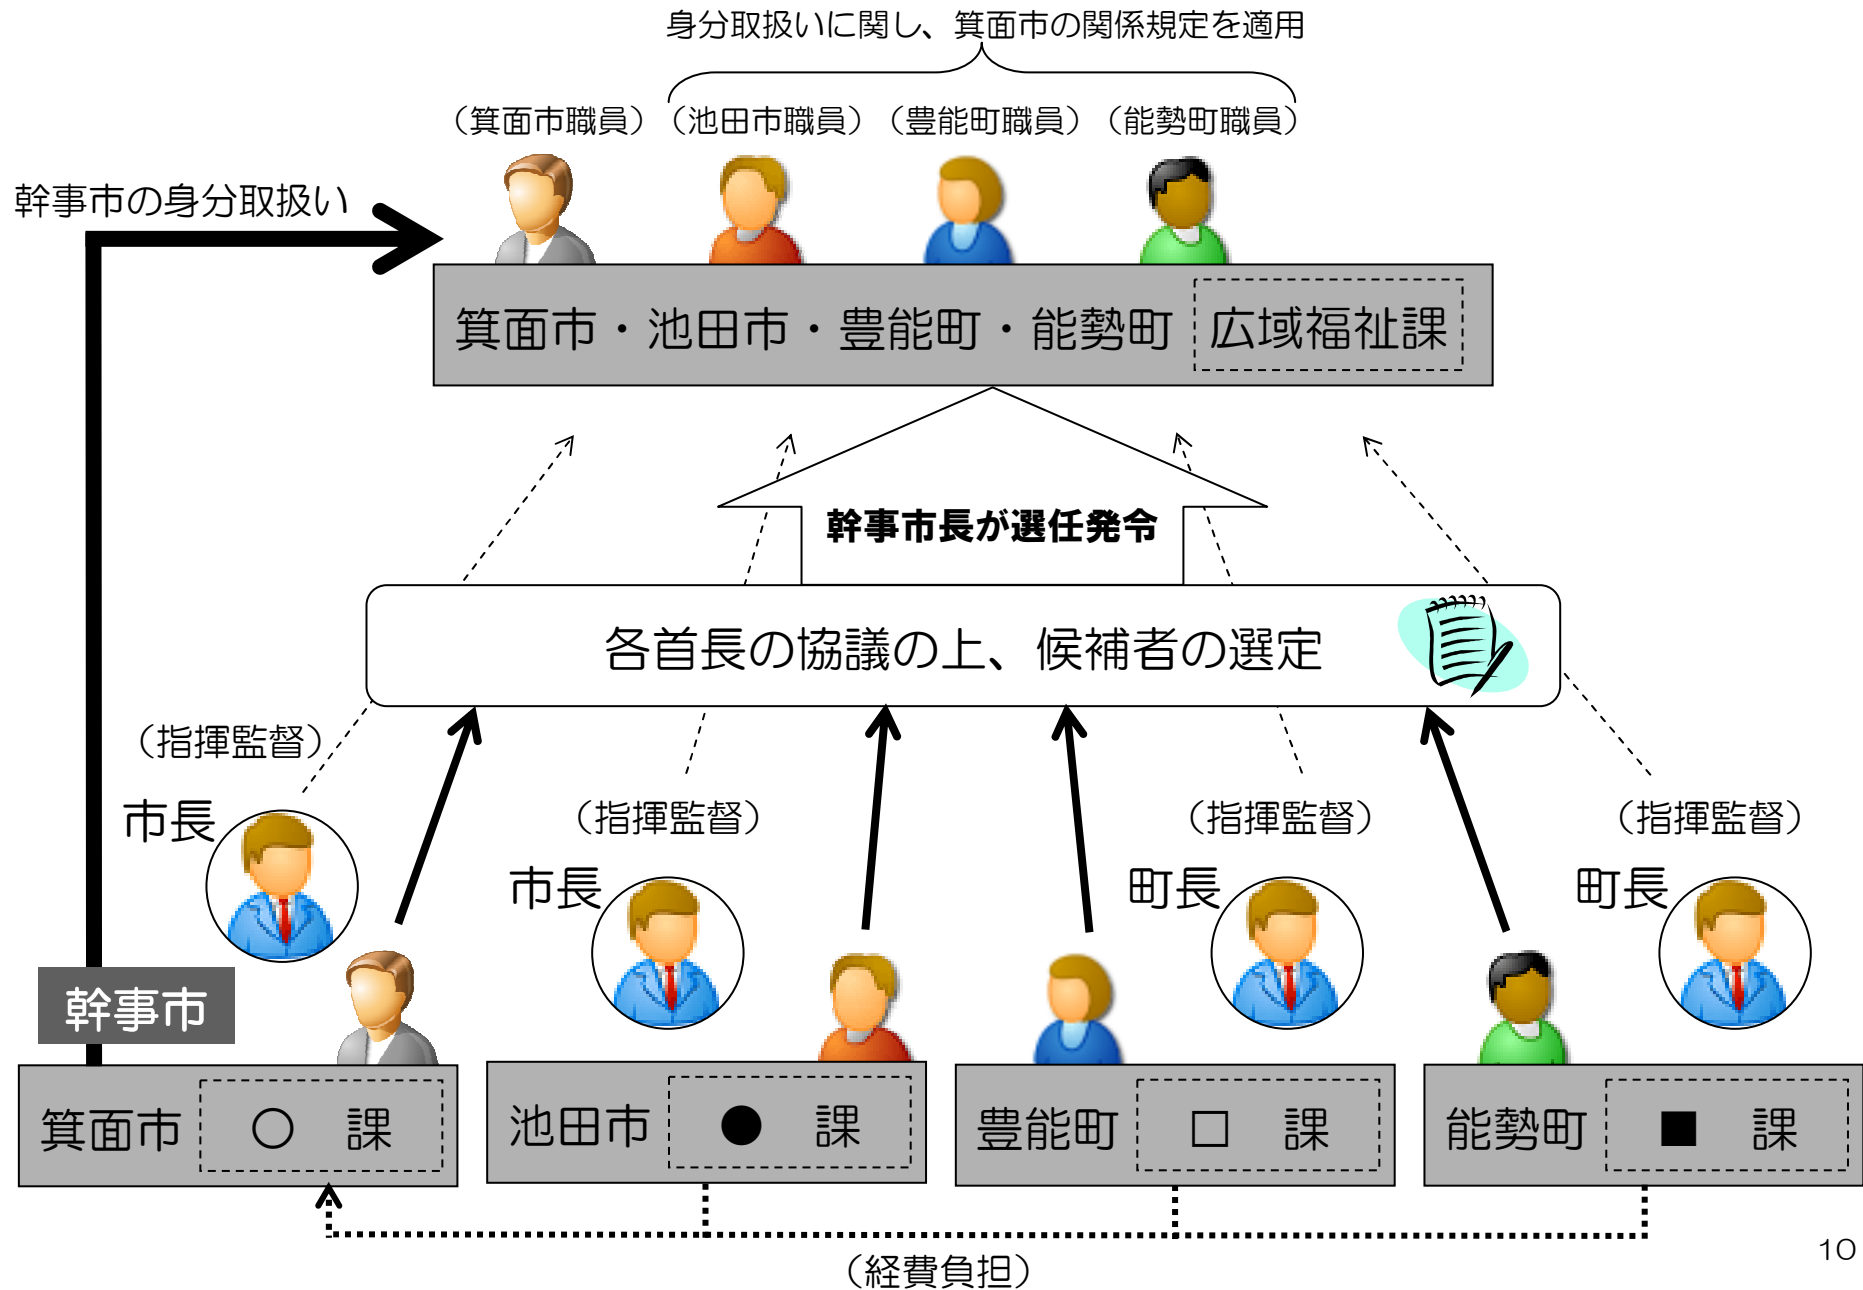 身分取扱いに関し、箕面市の関係規定を適用
（箕面市職員）（池田市職員）（豊能町職員）（能勢町職員）
幹事市の身分取扱い
箕面市・池田市・豊能町・能勢町 広域福祉課
幹事市長が選任発令
各首長の協議の上、候補者の選定
（指揮監督）
（指揮監督）
（指揮監督）
（指揮監督）
市長
市長
町長
町長
幹事市
箕面市 ○ 課
池田市 ● 課
豊能町 □ 課
能勢町 ■ 課
（経費負担）
10